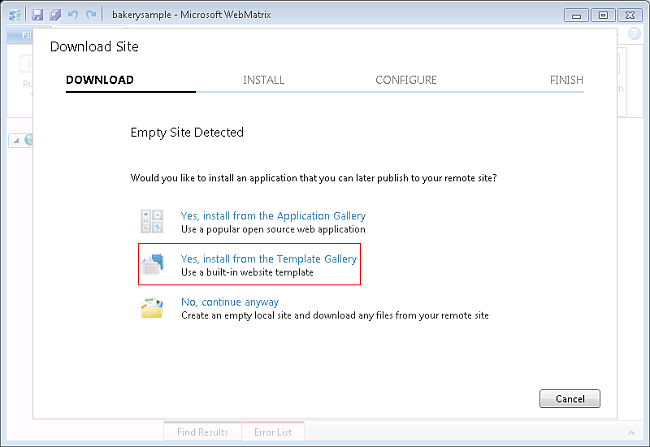 bakerysample - Microsoft WebMatrix
Download Site
DOWNLOAD
INSTALL
CONFIGURE
FINISH
Empty Site Detected
Would you like to install an application that you can later publish to your remote site?
Yes, install from the Application Gallery
Use a popular open source web application
Yes, install from the Template Gallery
Use a built-in website template
No, continue anyway
Create an empty local site and download any files from your remote site
Cancel
Find Results
Error List